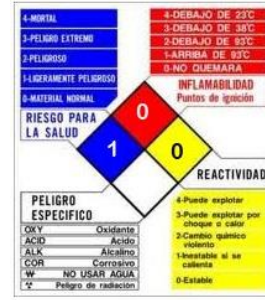 4-MORTAL
3-PELIGRO EXTREMO
2-PELIGROSO
1-LIGERAMENTE PELIGROSO
0-MATERIAL NORMAL
RIESGO PARA
LA SALUD
4-DEBAJO DE 23°C
3-DEBAJO DE 38°C
2-DEBAJO DE 93°C
1-ARRIBA DE 93°C
0-NO QUEMARA
INFLAMABILIDAD
Puntos de ignición
0
1
0
REACTIVIDAD
PELIGRO
ESPECIFICO
OXY Oxidante
ACID Acido
ALK Alcalino
COR Corrosivo
W NO USAR AGUA
☢ Peligro de radiación
4-Puede explotar
3-Puede explotar por
choque o calor
2-Cambio químico
violento
1-Inestable si se
calienta
0-Estable